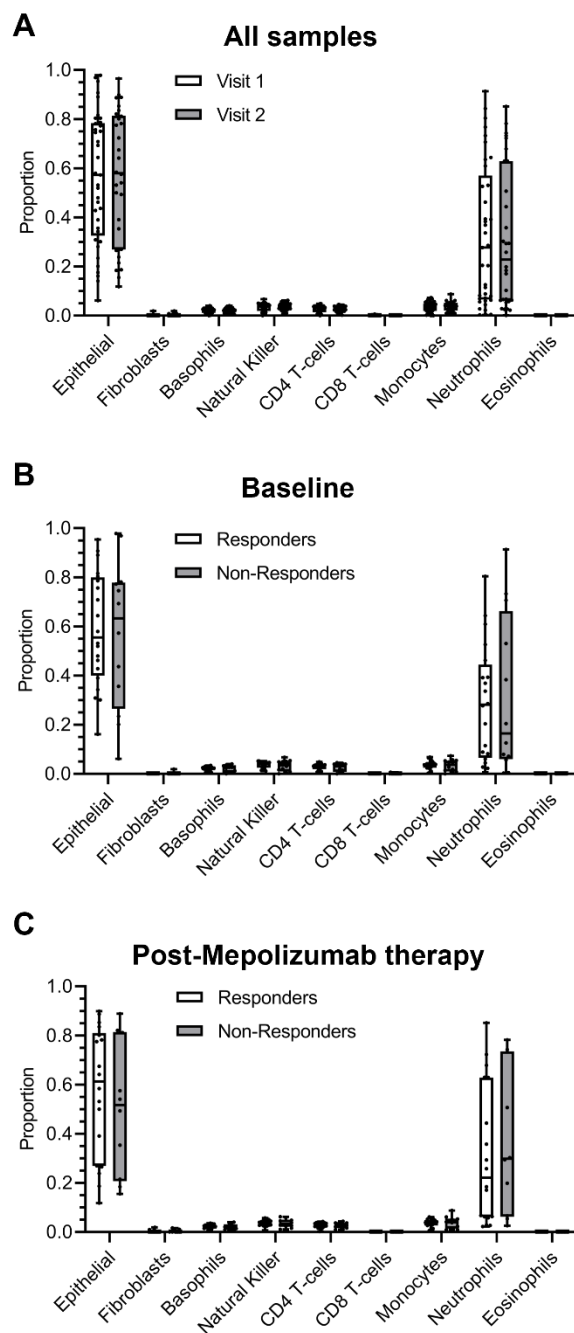 A
All samples
Visit 1
Visit 2
Proportion
1.0
0.8
0.6
0.4
0.2
0.0
Epithelial
Fibroblasts
Basophils
Natural Killer
CD4 T-cells
CD8 T-cells
Monocytes
Neutrophils
Eosinophils
B
Baseline
Responders
Non-Responders
Proportion
1.0
0.8
0.6
0.4
0.2
0.0
Epithelial
Fibroblasts
Basophils
Natural Killer
CD4 T-cells
CD8 T-cells
Monocytes
Neutrophils
Eosinophils
C
Post-Mepolizumab therapy
Responders
Non-Responders
Proportion
1.0
0.8
0.6
0.4
0.2
0.0
Epithelial
Fibroblasts
Basophils
Natural Killer
CD4 T-cells
CD8 T-cells
Monocytes
Neutrophils
Eosinophils